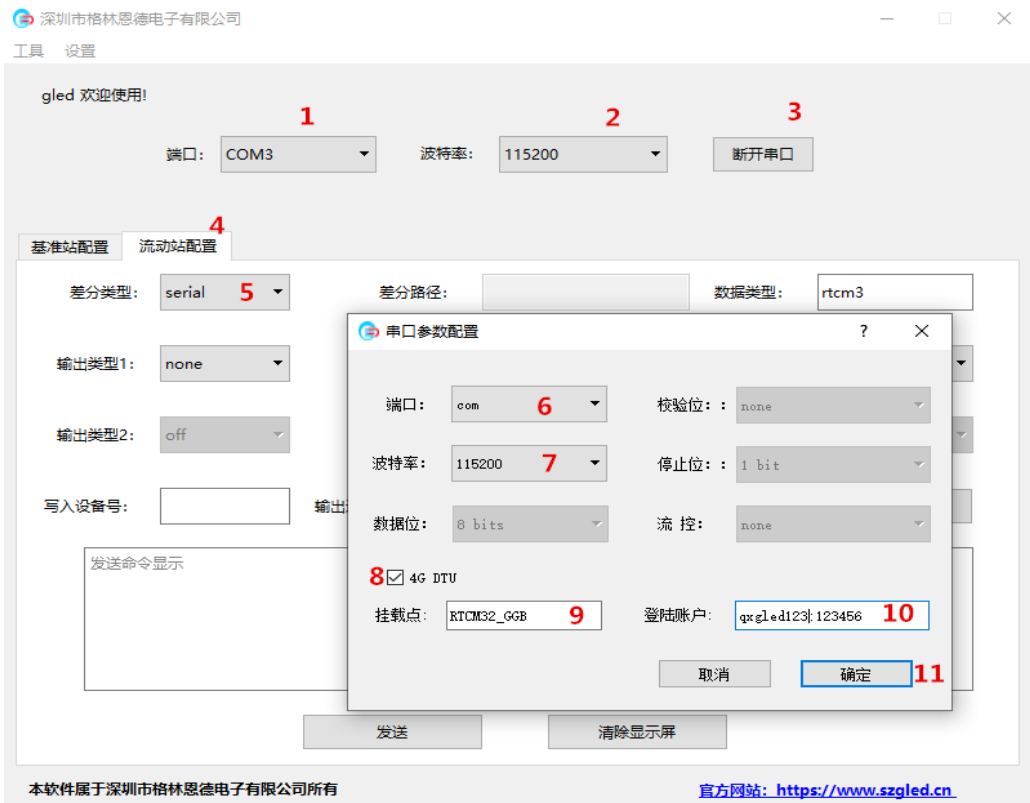 深圳市格林恩德电子有限公司
工具 设置
gled 欢迎使用!
1 2 3
端口: COM3 波特率: 115200 断开串口
4
基准站配置 流动站配置
差分类型: serial 5 差分路径: 数据类型: rtcm3
串口参数配置 ?
输出类型1: none
端口: com 6 校验位: : none
输出类型2: off
波特率: 115200 7 停止位: : 1 bit
写入设备号: 输出
数据位: 8 bits 流 控: none
发送命令显示
8 4G DTU
挂载点: RTCM32_GGB 9 登陆账户: qxgled123:123456 10
取消 确定 11
发送 清除显示屏
本软件属于深圳市格林恩德电子有限公司所有 官方网站: https://www.szgled.cn